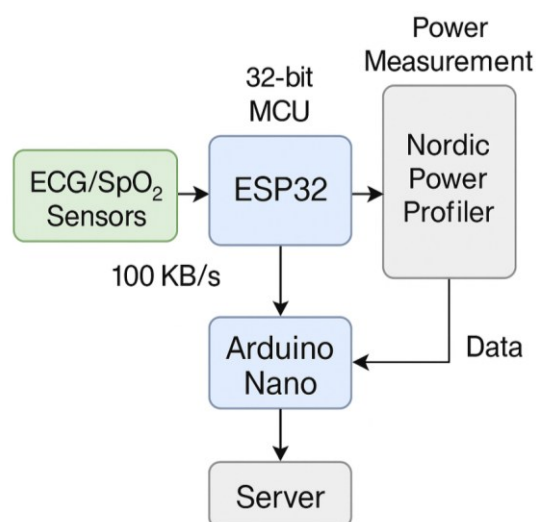 Power
Measurement
32-bit
MCU
ECG/SpO₂
Sensors
ESP32
Nordic
Power
Profiler
100 KB/s
Arduino
Nano
Data
Server